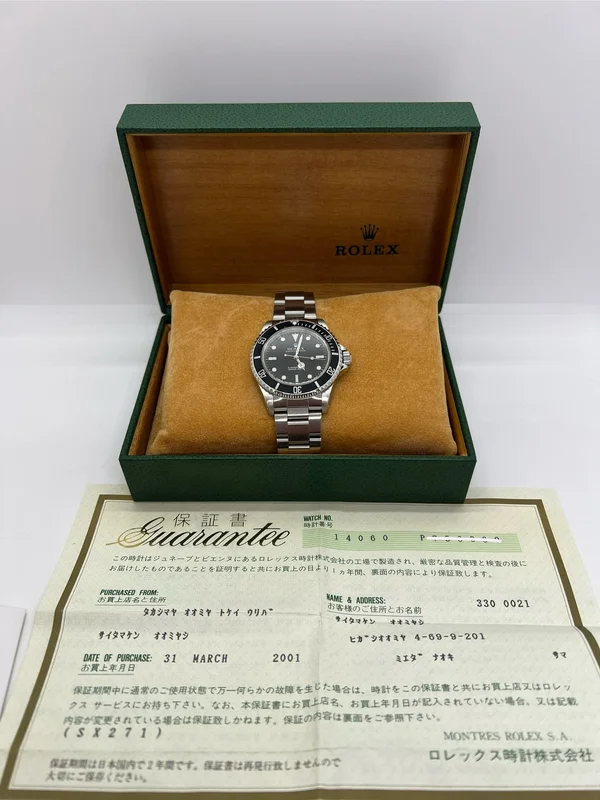 ROLEX
保証書
Guarantee
WATCH NO.
時計番号
14060
この時計はジュネーブとビエンヌにあるロレックス時計株式会社の工場で製造され、厳密な品質管理と検査の後に
お届けしたものであることを証明すると共にお買上の日より1ヵ年間、裏面の内容により保証致します。
PURCHASED FROM:
お買上店名と住所
タカシマヤ オオミヤ トケイ ウリバ
サイタマケン オオミヤシ
NAME & ADDRESS:
お客様のご住所とお名前
330 0021
サイタマケン オオミヤシ
ヒガシオオミヤ 4-69-9-201
ミエダ ナオキ サマ
DATE OF PURCHASE: 31 MARCH 2001
お買上年月日
保証期間中に通常のご使用状態で万一何らかの故障を生じた場合は、時計をこの保証書と共にお買上店又はロレッ
クス サービスにお持ち下さい。なお、本保証書にお買上店名、お買上年月日が記入されていない場合、又は記載
内容が変更されている場合は保証致しかねます。保証の内容は裏面をご参照下さい。
(SX271)
MONTRES ROLEX S.A.
ロレックス時計株式会社
保証期間は日本国内で2年間です。保証書は再発行致しませんので
大切にご保存ください。